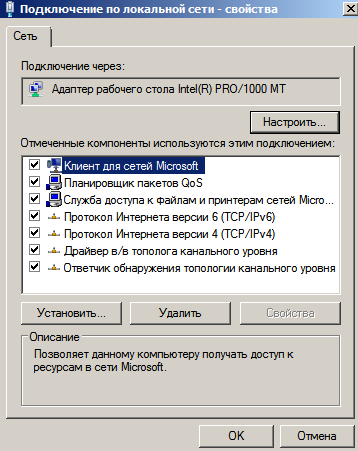 Подключение по локальной сети - свойства
Сеть
Подключение через:
Адаптер рабочего стола Intel(R) PRO/1000 MT
Настроить...
Отмеченные компоненты используются этим подключением:
Клиент для сетей Microsoft
Планировщик пакетов QoS
Служба доступа к файлам и принтерам сетей Micro...
Протокол Интернета версии 6 (TCP/IPv6)
Протокол Интернета версии 4 (TCP/IPv4)
Драйвер в/в тополога канального уровня
Ответчик обнаружения топологии канального уровня
Установить... Удалить Свойства
Описание
Позволяет данному компьютеру получать доступ к
ресурсам в сети Microsoft.
OK Отмена